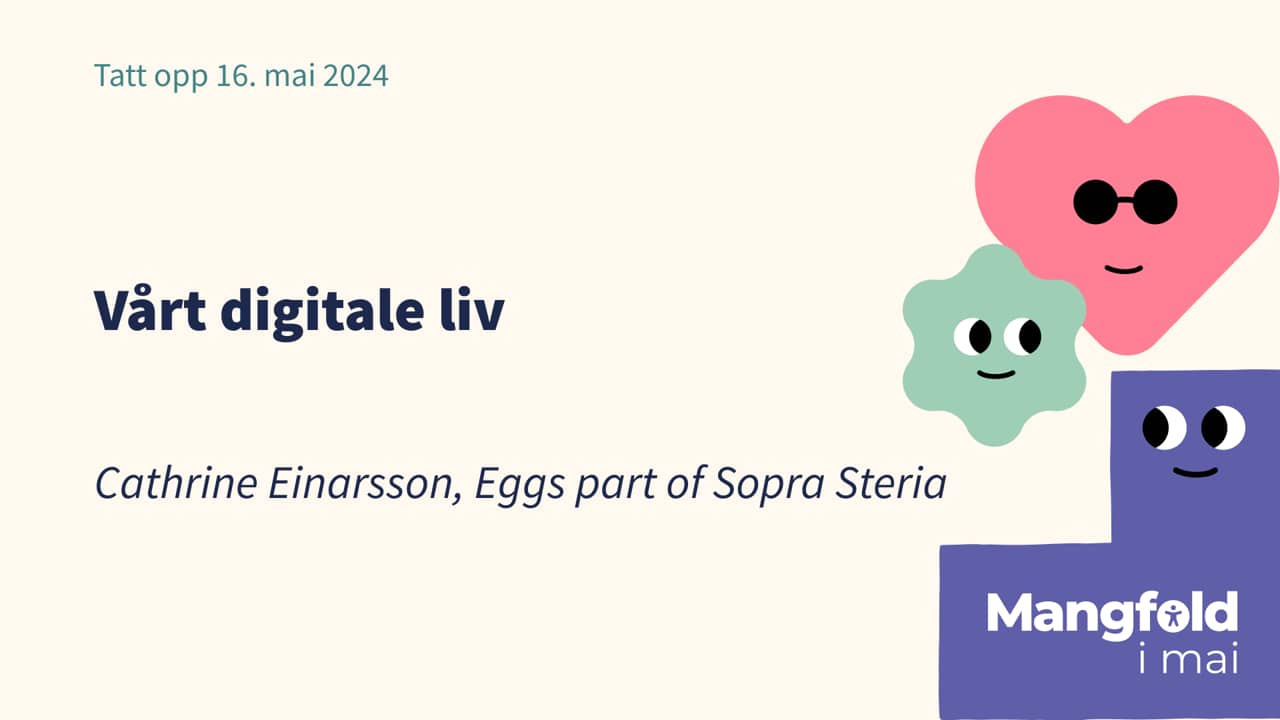 Tatt opp 16. mai 2024
Vårt digitale liv
Cathrine Einarsson, Eggs part of Sopra Steria
Mangfold
i mai